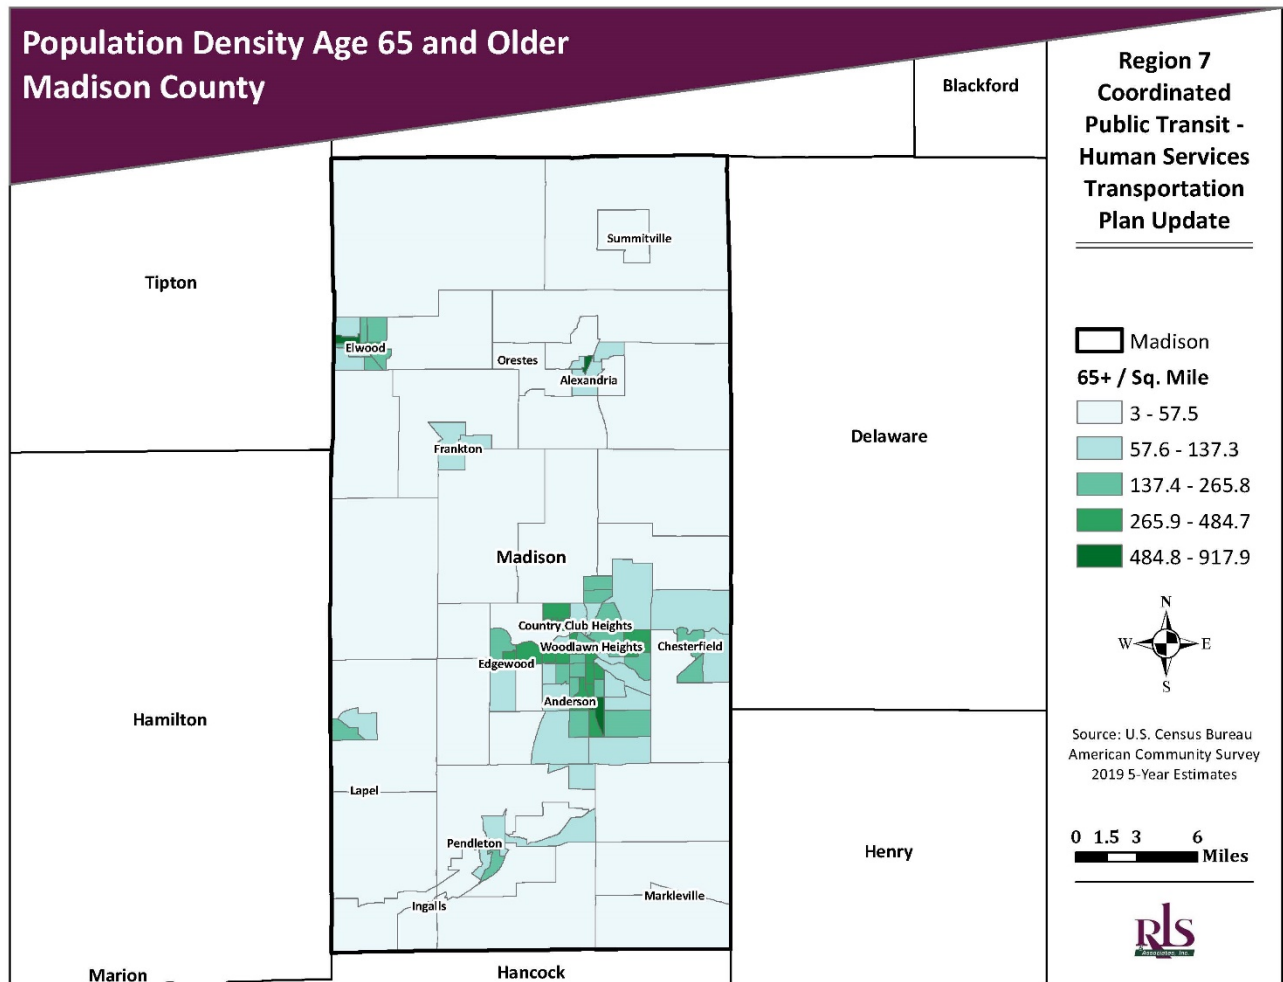 Population Density Age 65 and Older
Madison County
Blackford
Region 7
Coordinated
Public Transit -
Human Services
Transportation
Plan Update
Summitville
Tipton
Elwood
Orestes
Alexandria
Madison
65+ / Sq. Mile
3 - 57.5
57.6 - 137.3
137.4 - 265.8
265.9 - 484.7
484.8 - 917.9
Frankton
Delaware
Madison
N
W E
S
Country Club Heights
Woodlawn Heights
Chesterfield
Edgewood
Anderson
Hamilton
Source: U.S. Census Bureau
American Community Survey
2019 5-Year Estimates
Lapel
Pendleton
Henry
0 1.5 3 6
Miles
Markleville
Ingalls
RLS
& Associates, Inc.
Hancock
Marion